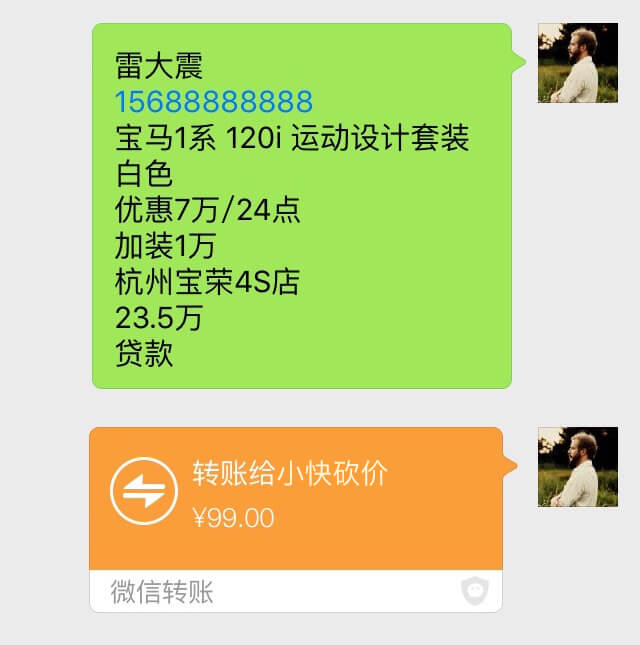 雷大震
15688888888
宝马1系 120i 运动设计套装
白色
优惠7万/24点
加装1万
杭州宝荣4S店
23.5万
贷款
转账给小快砍价
¥99.00
微信转账